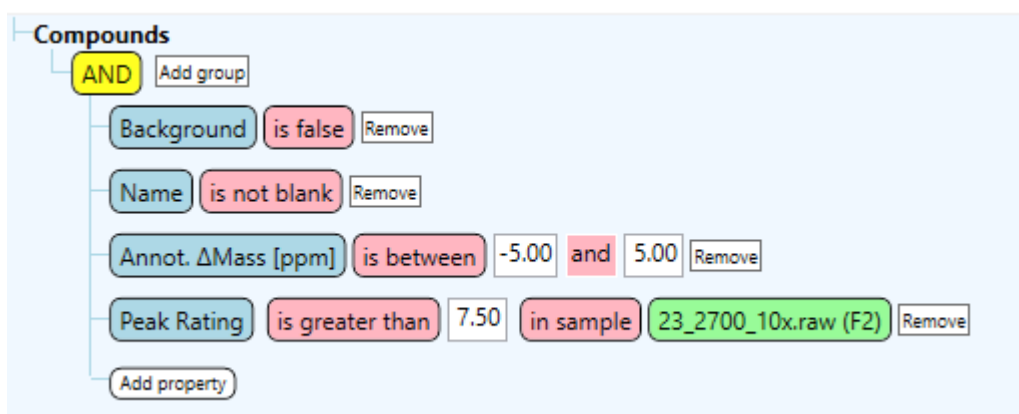 Compounds
AND Add group
Background is false Remove
Name is not blank Remove
Annot. ΔMass [ppm] is between -5.00 and 5.00 Remove
Peak Rating is greater than 7.50 in sample 23_2700_10x.raw (F2) Remove
Add property